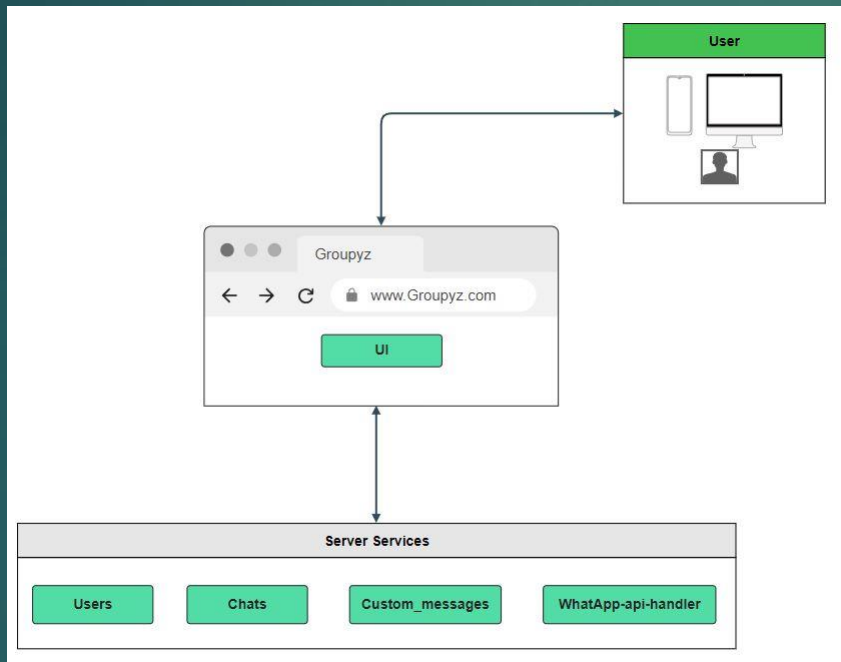 User
Groupyz
www.Groupyz.com
UI
Server Services
Users
Chats
Custom_messages
WhatApp-api-handler